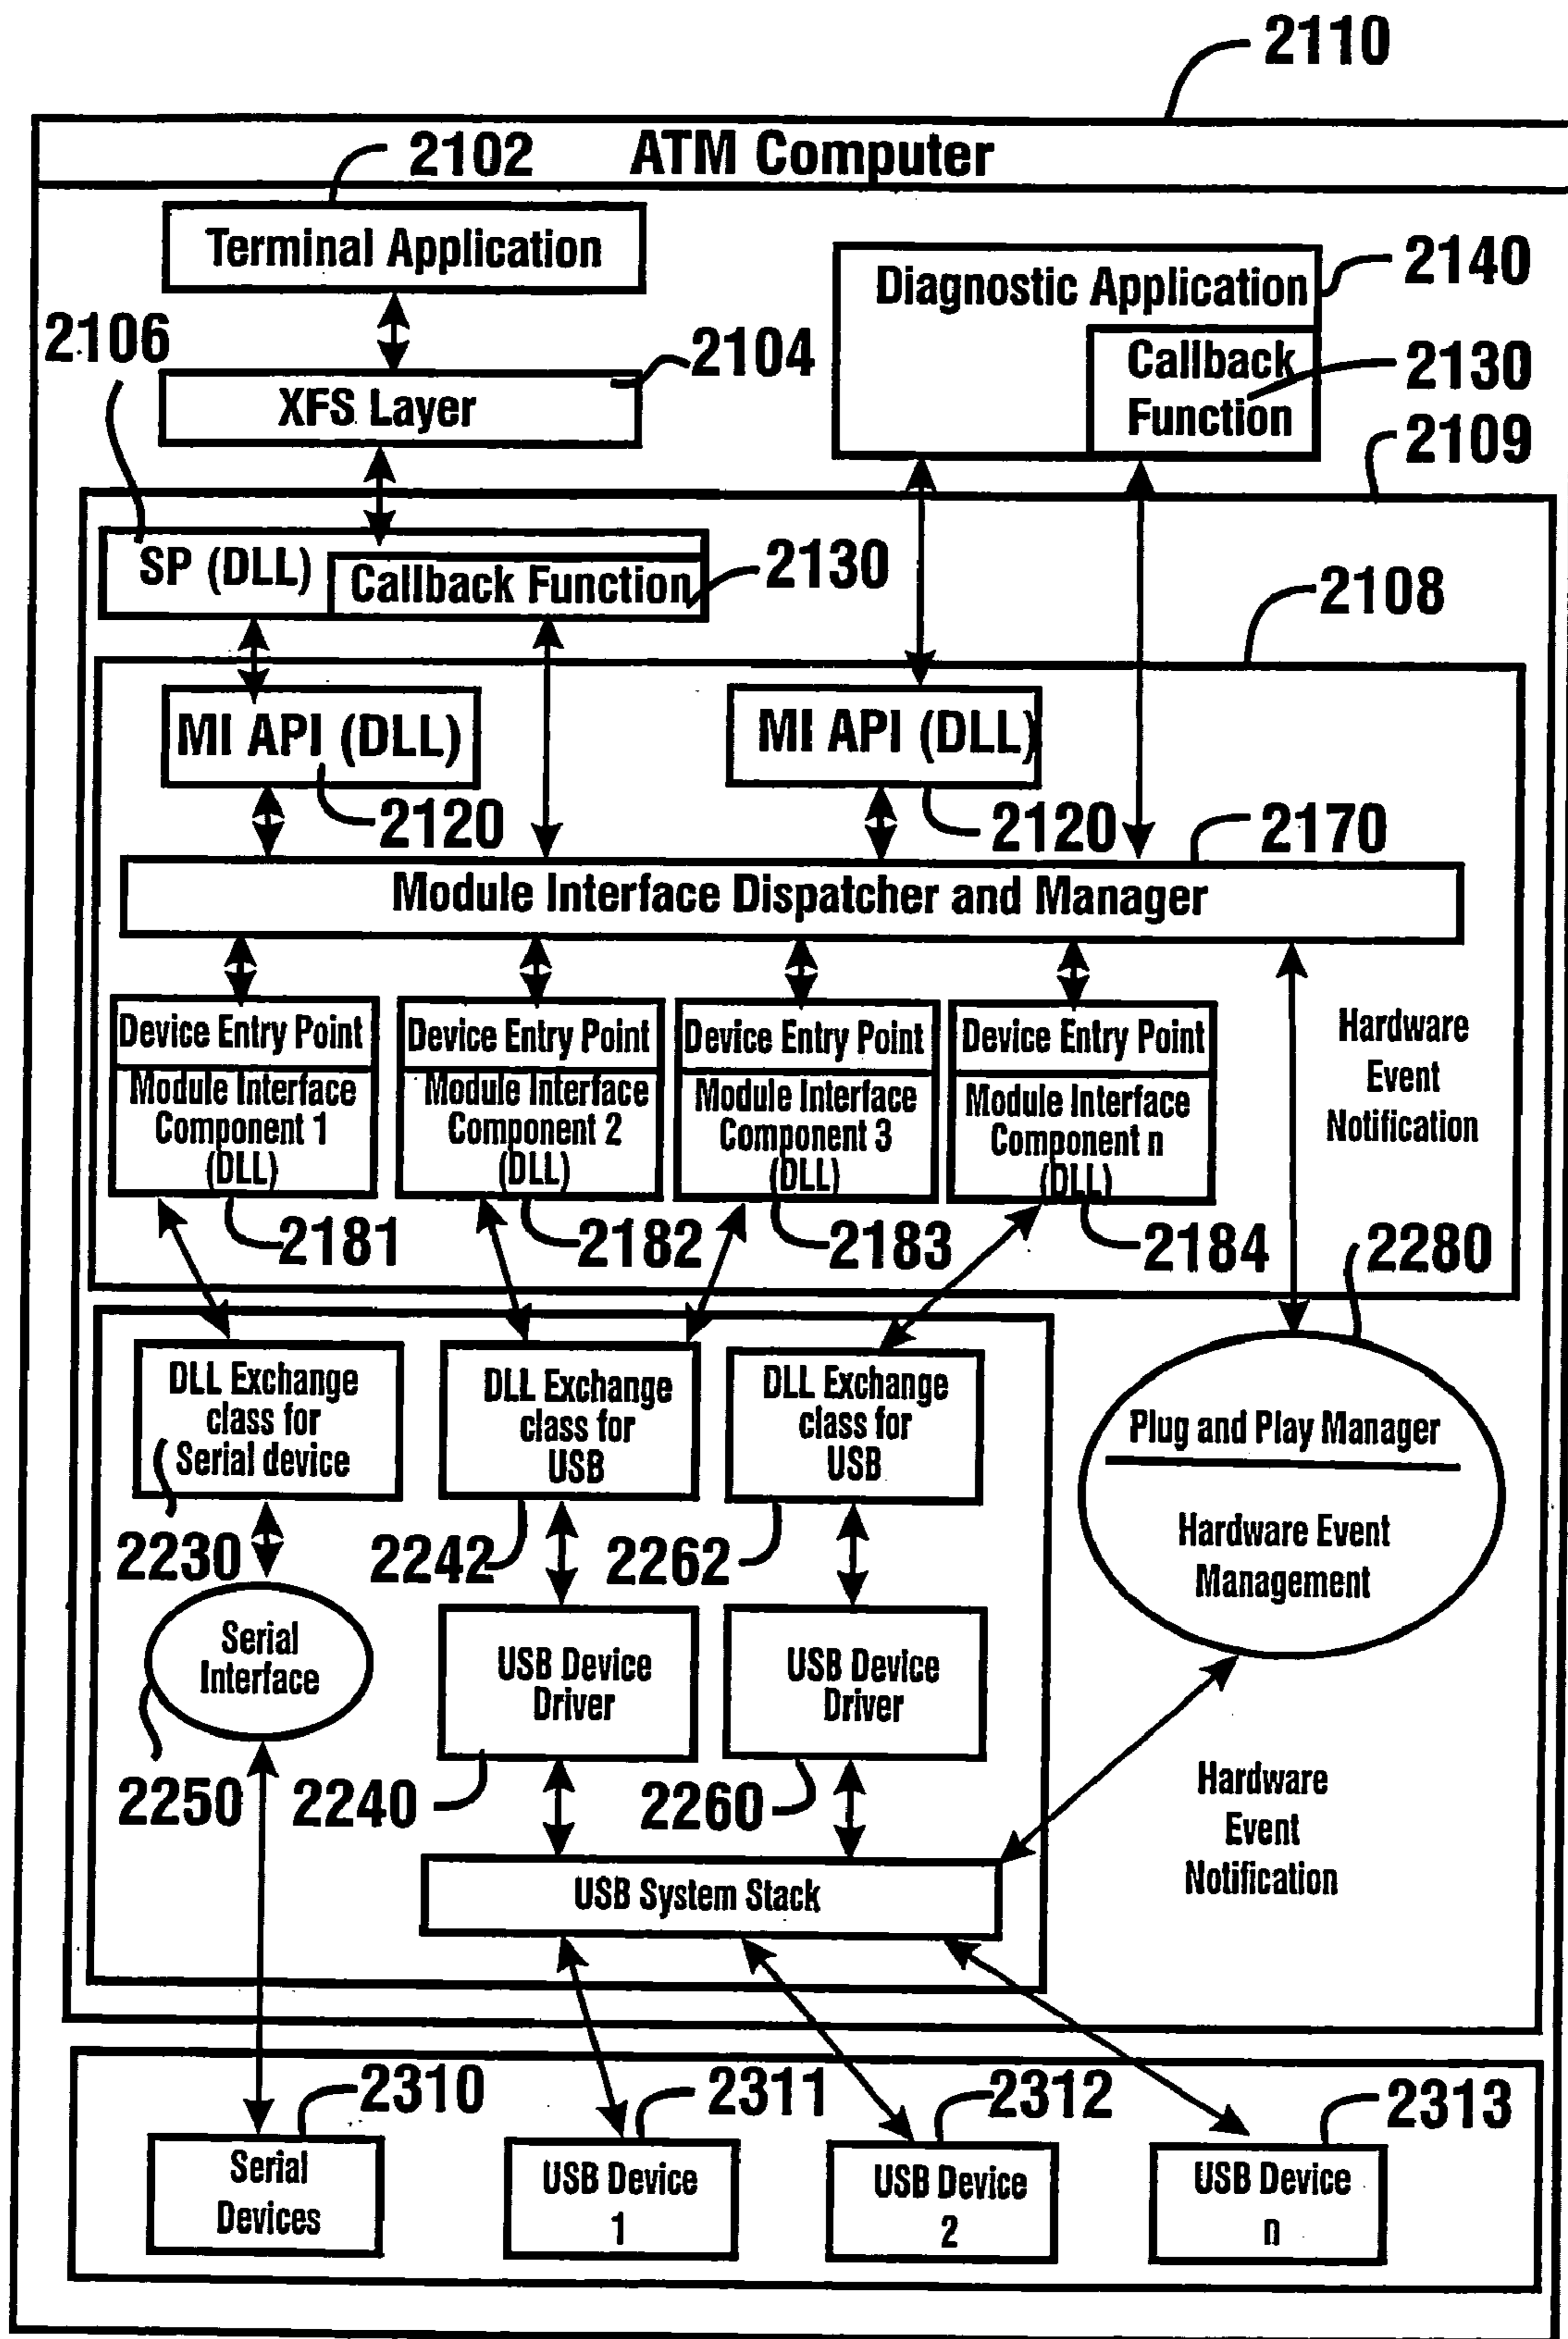 2110
ATM Computer
2102
Terminal Application
2106
2104
XFS Layer
Diagnostic Application
2140
Callback
Function
2130
2109
SP (DLL)
Callback Function
2130
2108
MI API (DLL)
MI API (DLL)
2120
2120
2170
Module Interface Dispatcher and Manager
Device Entry Point
Module Interface
Component 1
(DLL)
Device Entry Point
Module Interface
Component 2
(DLL)
Device Entry Point
Module Interface
Component 3
(DLL)
Device Entry Point
Module Interface
Component n
(DLL)
Hardware
Event
Notification
2181
2182
2183
2184
2280
DLL Exchange
class for
Serial device
DLL Exchange
class for
USB
DLL Exchange
class for
USB
Plug and Play Manager
Hardware Event
Management
2230
2242
2262
Serial
Interface
USB Device
Driver
USB Device
Driver
2250
2240
2260
Hardware
Event
Notification
USB System Stack
2310
2311
2312
2313
Serial
Devices
USB Device
1
USB Device
2
USB Device
n